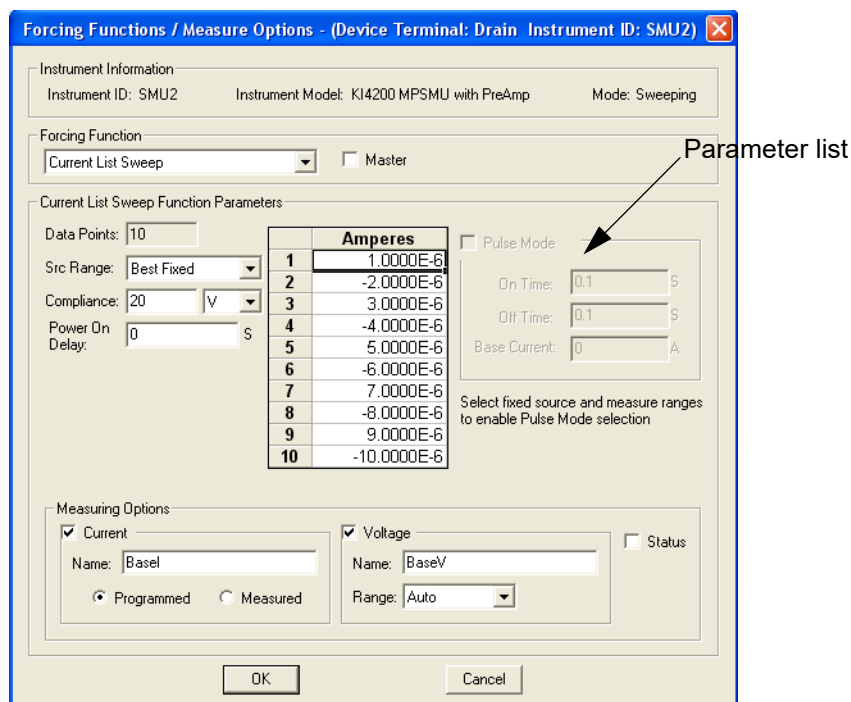 Forcing Functions / Measure Options - (Device Terminal: Drain Instrument ID: SMU2)
Instrument Information
Instrument ID: SMU2 Instrument Model: KI4200 MPSMU with PreAmp Mode: Sweeping
Forcing Function
Current List Sweep Master
Parameter list
Current List Sweep Function Parameters
Data Points: 10
Src Range: Best Fixed
Compliance: 20 V
Power On Delay: 0 S
Amperes
1 1.0000E-6
2 -2.0000E-6
3 3.0000E-6
4 -4.0000E-6
5 5.0000E-6
6 -6.0000E-6
7 7.0000E-6
8 -8.0000E-6
9 9.0000E-6
10 -10.0000E-6
Pulse Mode
On Time: 0.1 S
Off Time: 0.1 S
Base Current: 0 A
Select fixed source and measure ranges
to enable Pulse Mode selection
Measuring Options
Current
Name: BaseI
Programmed Measured
Voltage
Name: BaseV
Range: Auto
Status
OK Cancel